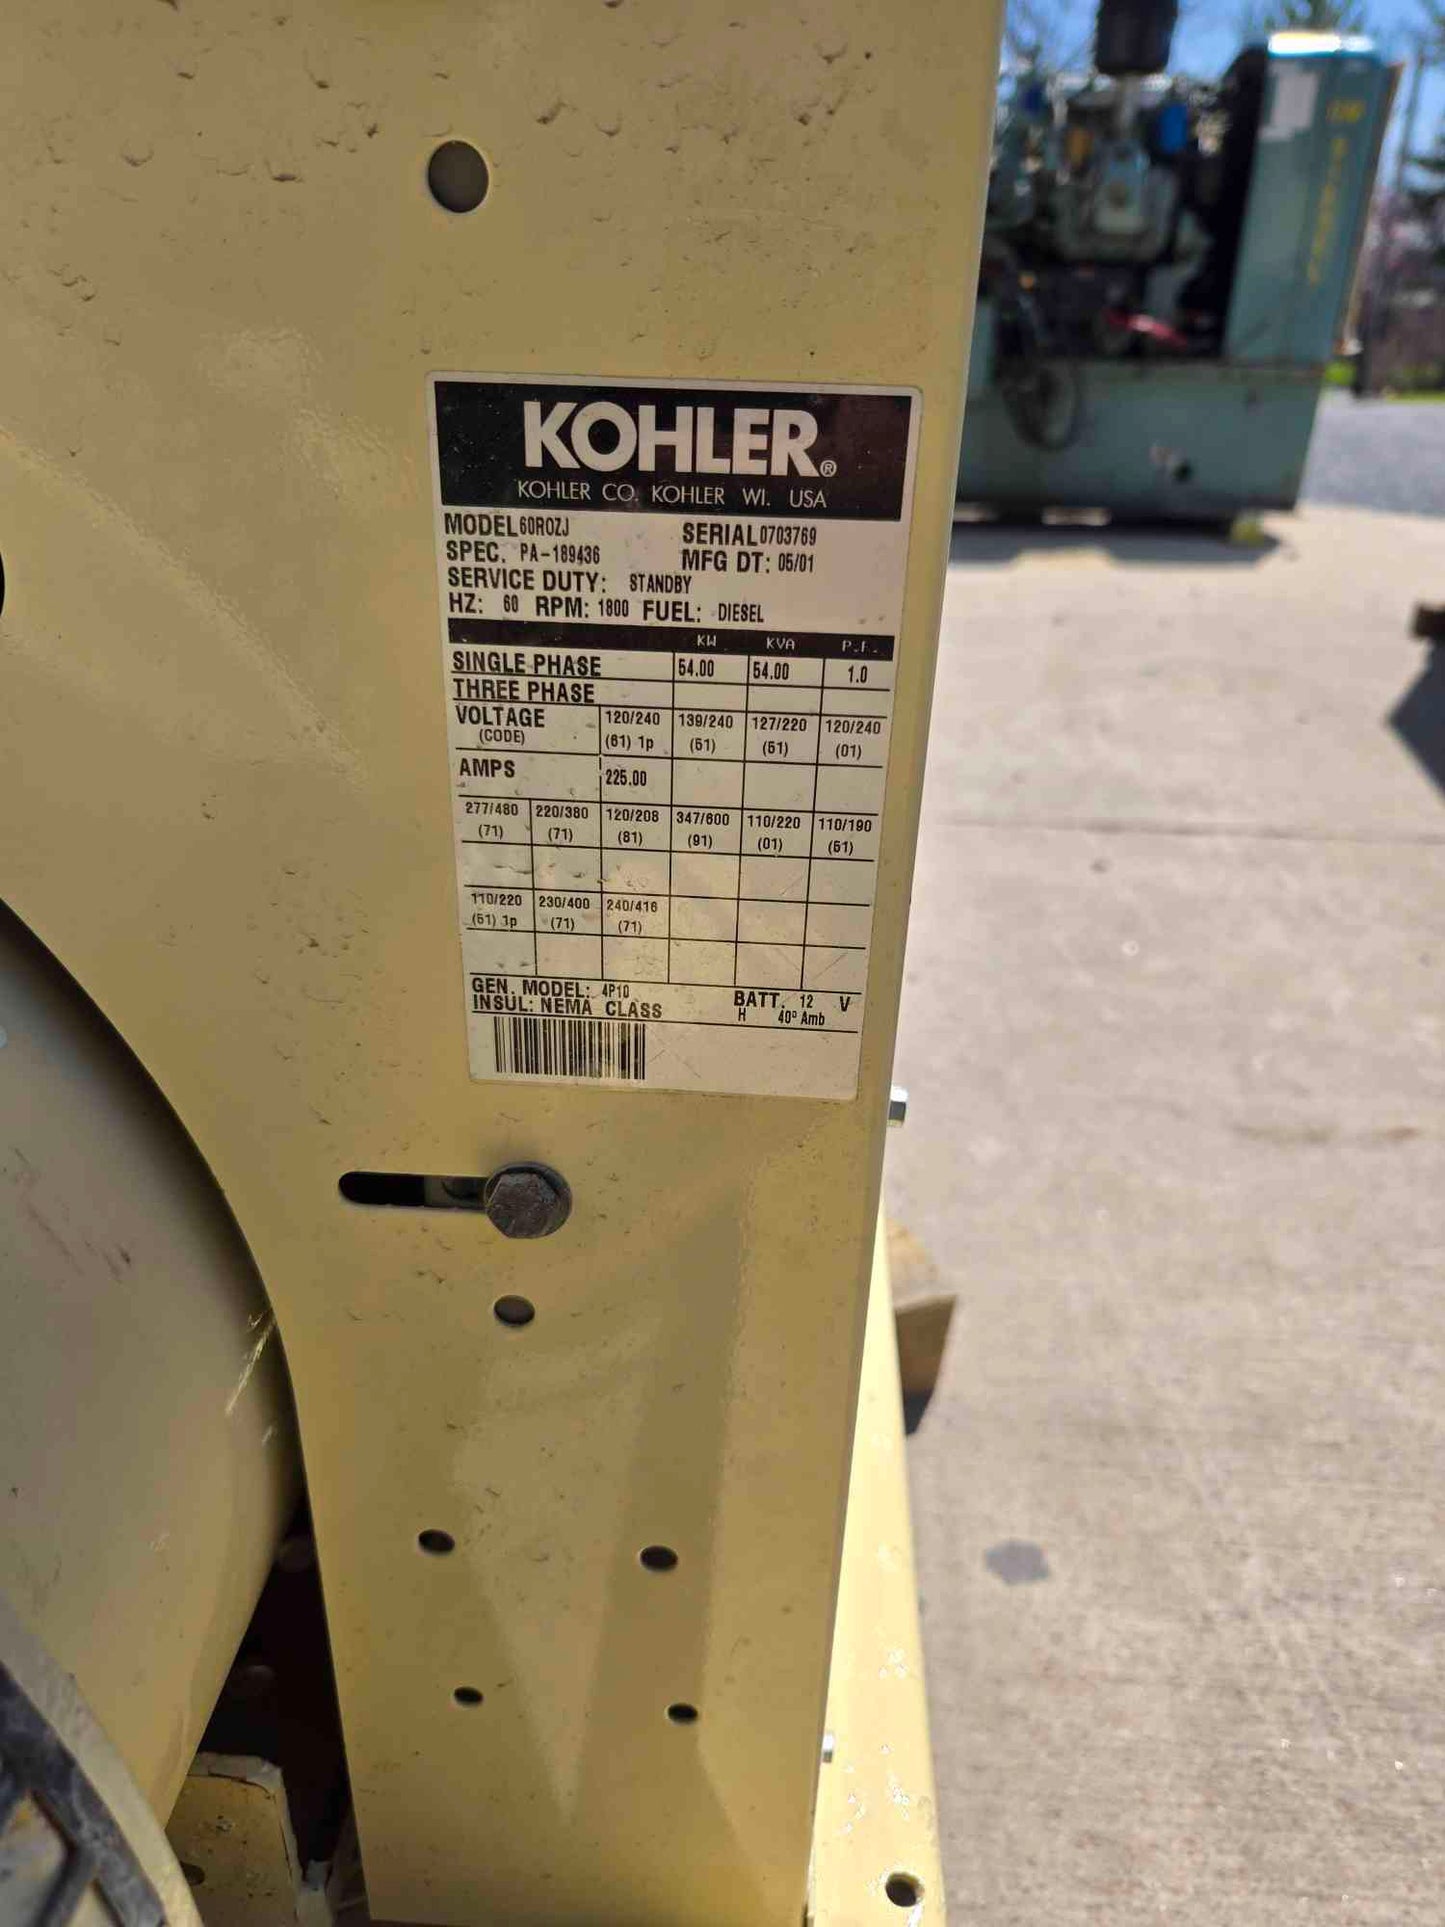 KOHLER®
KOHLER CO. KOHLER WI. USA
MODEL 60ROZJ SERIAL 0703769
SPEC. PA-189436 MFG DT: 05/01
SERVICE DUTY: STANDBY
HZ: 60 RPM: 1800 FUEL: DIESEL
KW KVA P.F.
SINGLE PHASE 54.00 54.00 1.0
THREE PHASE
VOLTAGE 120/240 139/240 127/220 120/240
(CODE) (61) 1p (51) (61) (01)
AMPS 225.00
277/480 220/380 120/208 347/600 110/220 110/190
(71) (71) (81) (91) (01) (61)
110/220 230/400 240/416
(61) 1p (71) (71)
GEN. MODEL: 4P10 BATT. 12 V
INSUL: NEMA CLASS H 40° Amb